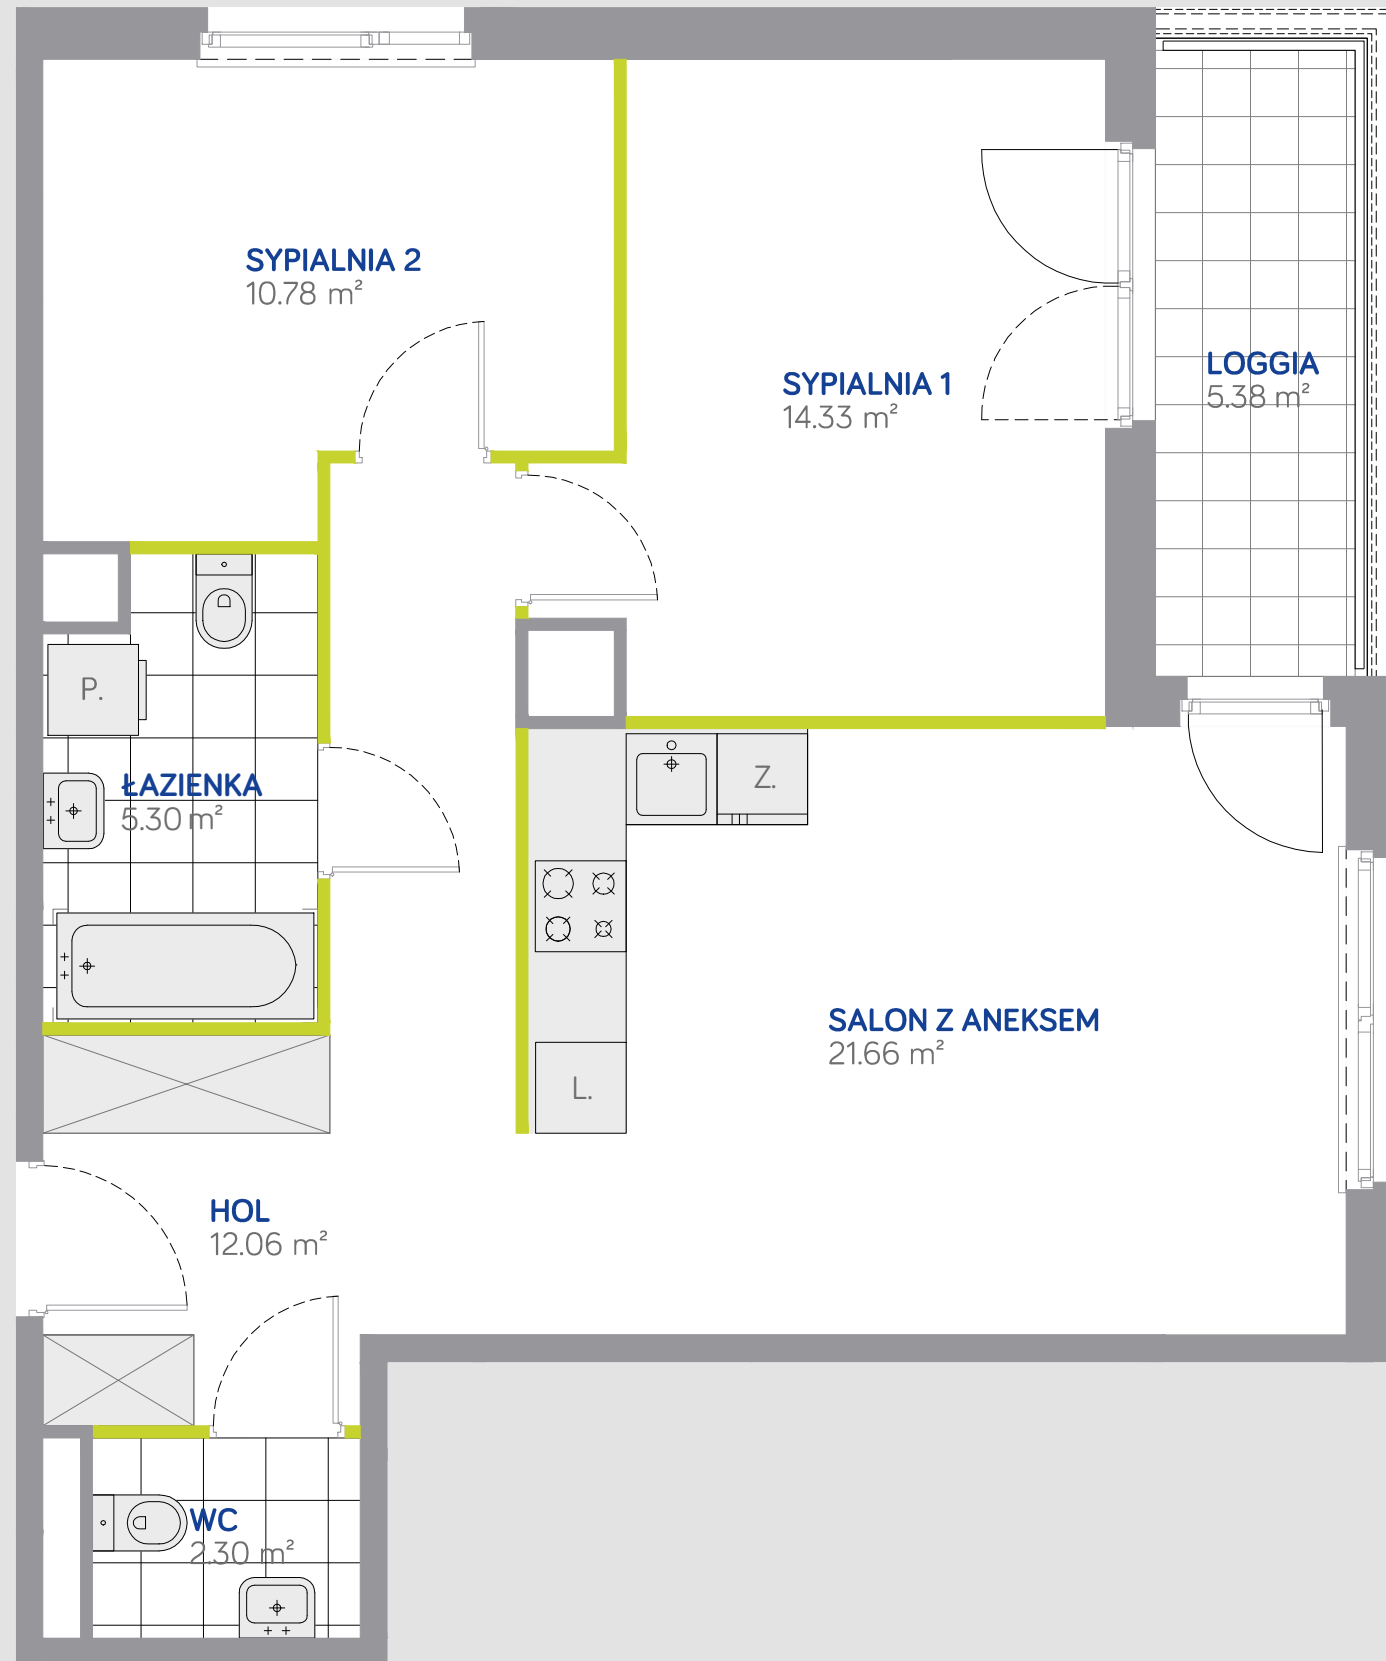 SYPIALNIA 2
10.78 m²
SYPIALNIA 1
14.33 m²
LOGGIA
5.38 m²
P.
ŁAZIENKA
5.30 m²
Z.
L.
SALON Z ANEKSEM
21.66 m²
HOL
12.06 m²
WC
2.30 m²